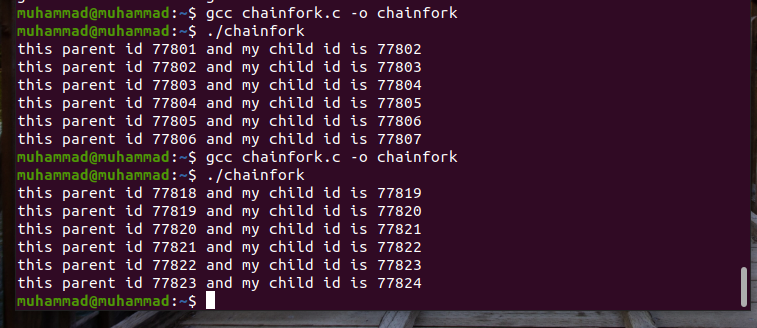 muhammad@muhammad:~$ gcc chainfork.c -o chainfork
muhammad@muhammad:~$ ./chainfork
this parent id 77801 and my child id is 77802
this parent id 77802 and my child id is 77803
this parent id 77803 and my child id is 77804
this parent id 77804 and my child id is 77805
this parent id 77805 and my child id is 77806
this parent id 77806 and my child id is 77807
muhammad@muhammad:~$ gcc chainfork.c -o chainfork
muhammad@muhammad:~$ ./chainfork
this parent id 77818 and my child id is 77819
this parent id 77819 and my child id is 77820
this parent id 77820 and my child id is 77821
this parent id 77821 and my child id is 77822
this parent id 77822 and my child id is 77823
this parent id 77823 and my child id is 77824
muhammad@muhammad:~$